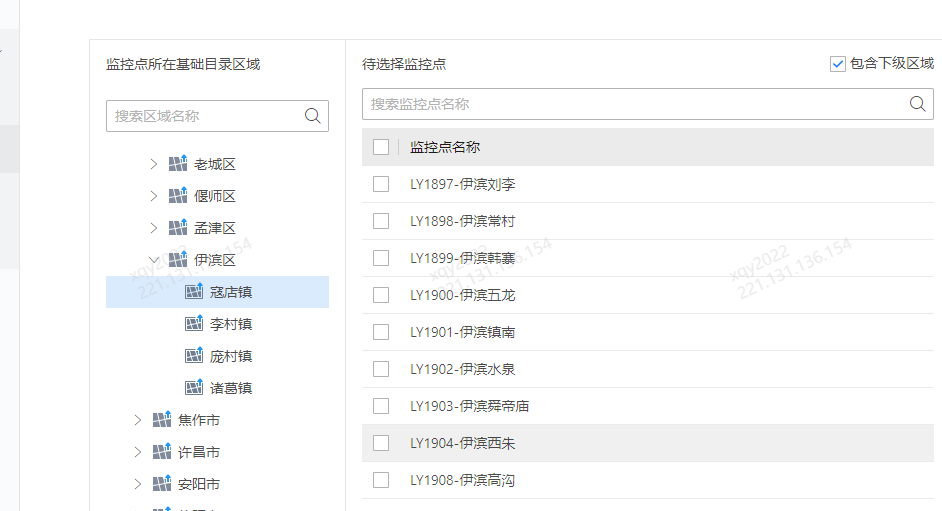 监控点所在基础目录区域
搜索区域名称
老城区
偃师区
孟津区
伊滨区
寇店镇
李村镇
庞村镇
诸葛镇
焦作市
许昌市
安阳市
待选择监控点
包含下级区域
搜索监控点名称
监控点名称
LY1897-伊滨刘李
LY1898-伊滨常村
LY1899-伊滨韩寨
LY1900-伊滨五龙
LY1901-伊滨镇南
LY1902-伊滨水泉
LY1903-伊滨舜帝庙
LY1904-伊滨西朱
LY1908-伊滨高沟
xqy2022
221.131.136.154
xqy2022
221.131.136.154
xqy2022
221.131.136.154